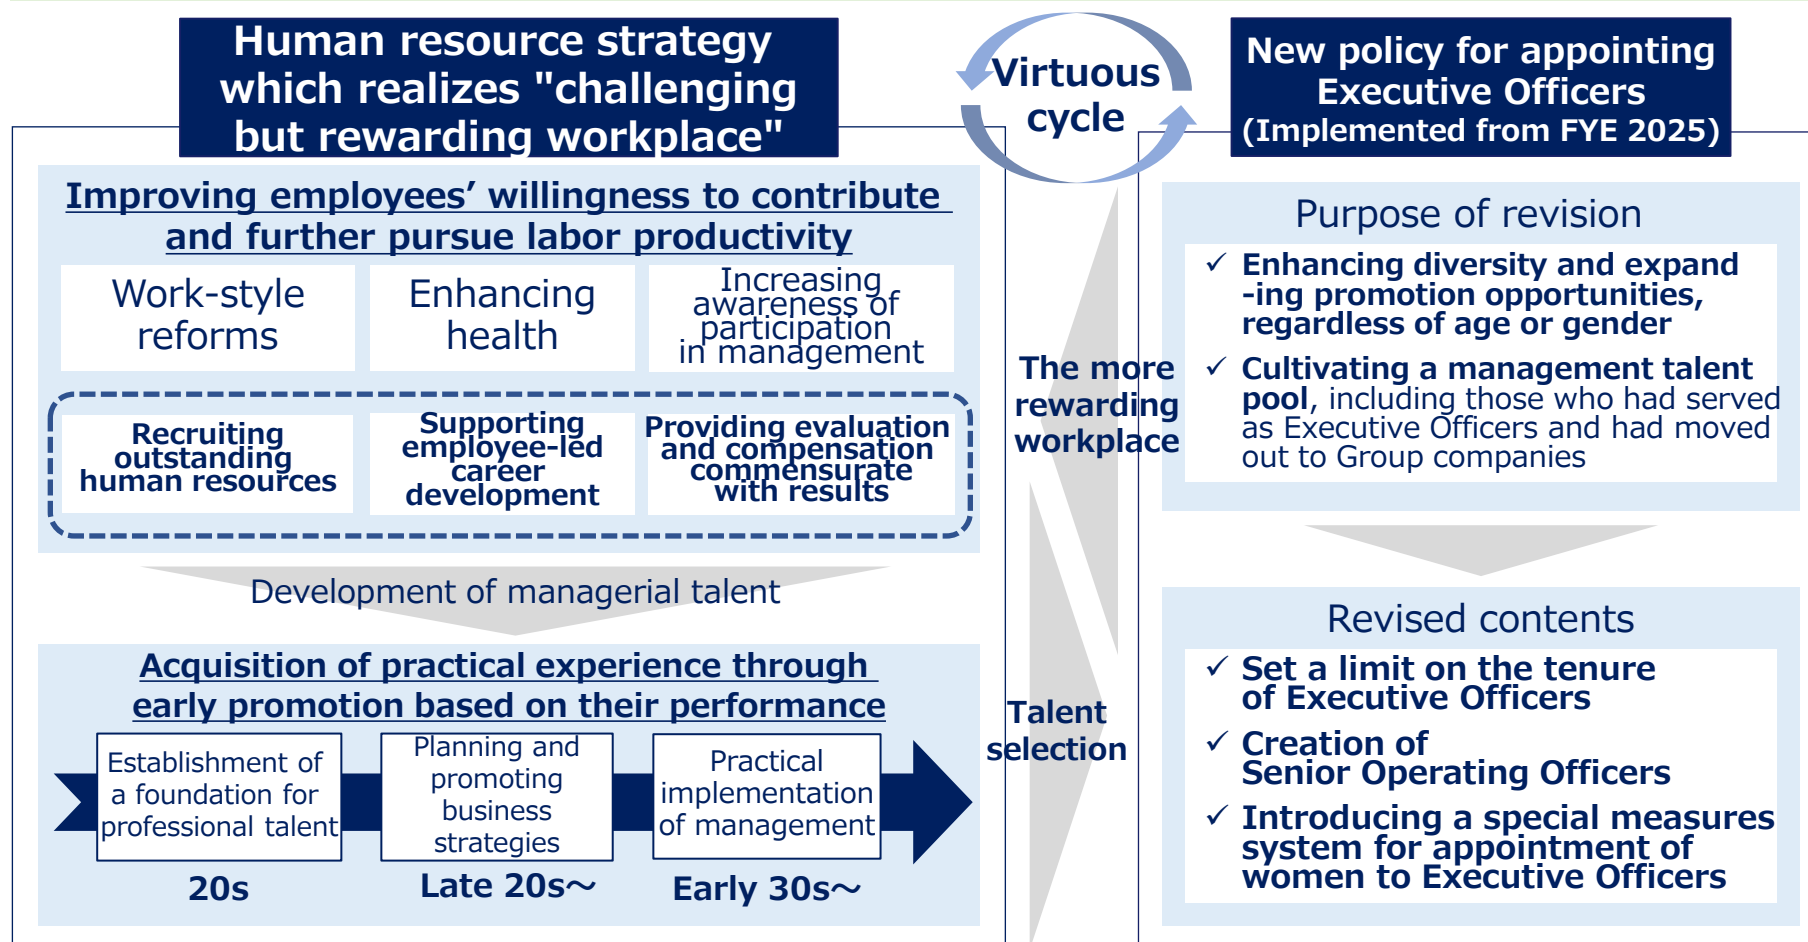 Human resource strategy
which realizes "challenging
but rewarding workplace"
Virtuous
cycle
New policy for appointing
Executive Officers
(Implemented from FYE 2025)
Improving employees’ willingness to contribute
and further pursue labor productivity
Work-style
reforms
Enhancing
health
Increasing
awareness of
participation
in management
Recruiting
outstanding
human resources
Supporting
employee-led
career
development
Providing evaluation
and compensation
commensurate
with results
Development of managerial talent
Acquisition of practical experience through
early promotion based on their performance
Establishment of
a foundation for
professional talent
Planning and
promoting
business
strategies
Practical
implementation
of management
20s
Late 20s～
Early 30s～
The more
rewarding
workplace
Talent
selection
Purpose of revision
✓ Enhancing diversity and expand
-ing promotion opportunities,
regardless of age or gender
✓ Cultivating a management talent
pool, including those who had served
as Executive Officers and had moved
out to Group companies
Revised contents
✓ Set a limit on the tenure
of Executive Officers
✓ Creation of
Senior Operating Officers
✓ Introducing a special measures
system for appointment of
women to Executive Officers